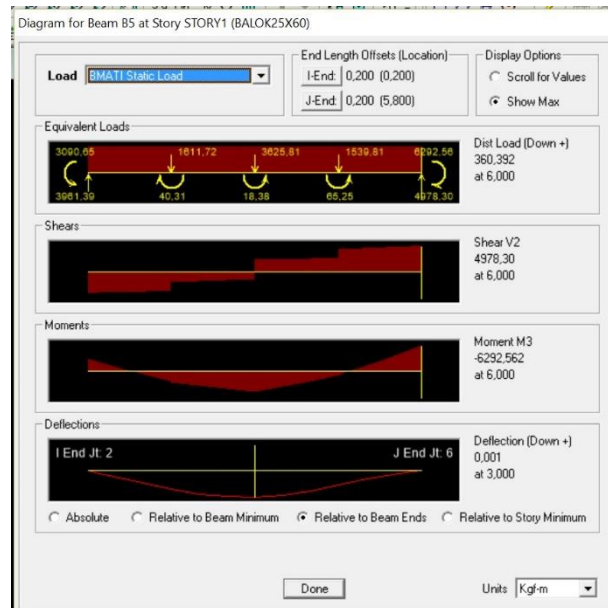 Diagram for Beam B5 at Story STORY1 (BALOK25X60)
Load BMATI Static Load
End Length Offsets (Location)
I-End: 0,200 (0,200)
J-End: 0,200 (5,800)
Display Options
Scroll for Values
Show Max
Equivalent Loads
3090,65 1611,72 3625,81 1539,81 6292,56
3961,39 40,31 18,38 65,25 4978,30
Dist Load (Down +)
360,392
at 6,000
Shears
Shear V2
4978,30
at 6,000
Moments
Moment M3
-6292,562
at 6,000
Deflections
I End Jt: 2 J End Jt: 6
Deflection (Down +)
0,001
at 3,000
Absolute Relative to Beam Minimum Relative to Beam Ends Relative to Story Minimum
Done
Units Kgf-m